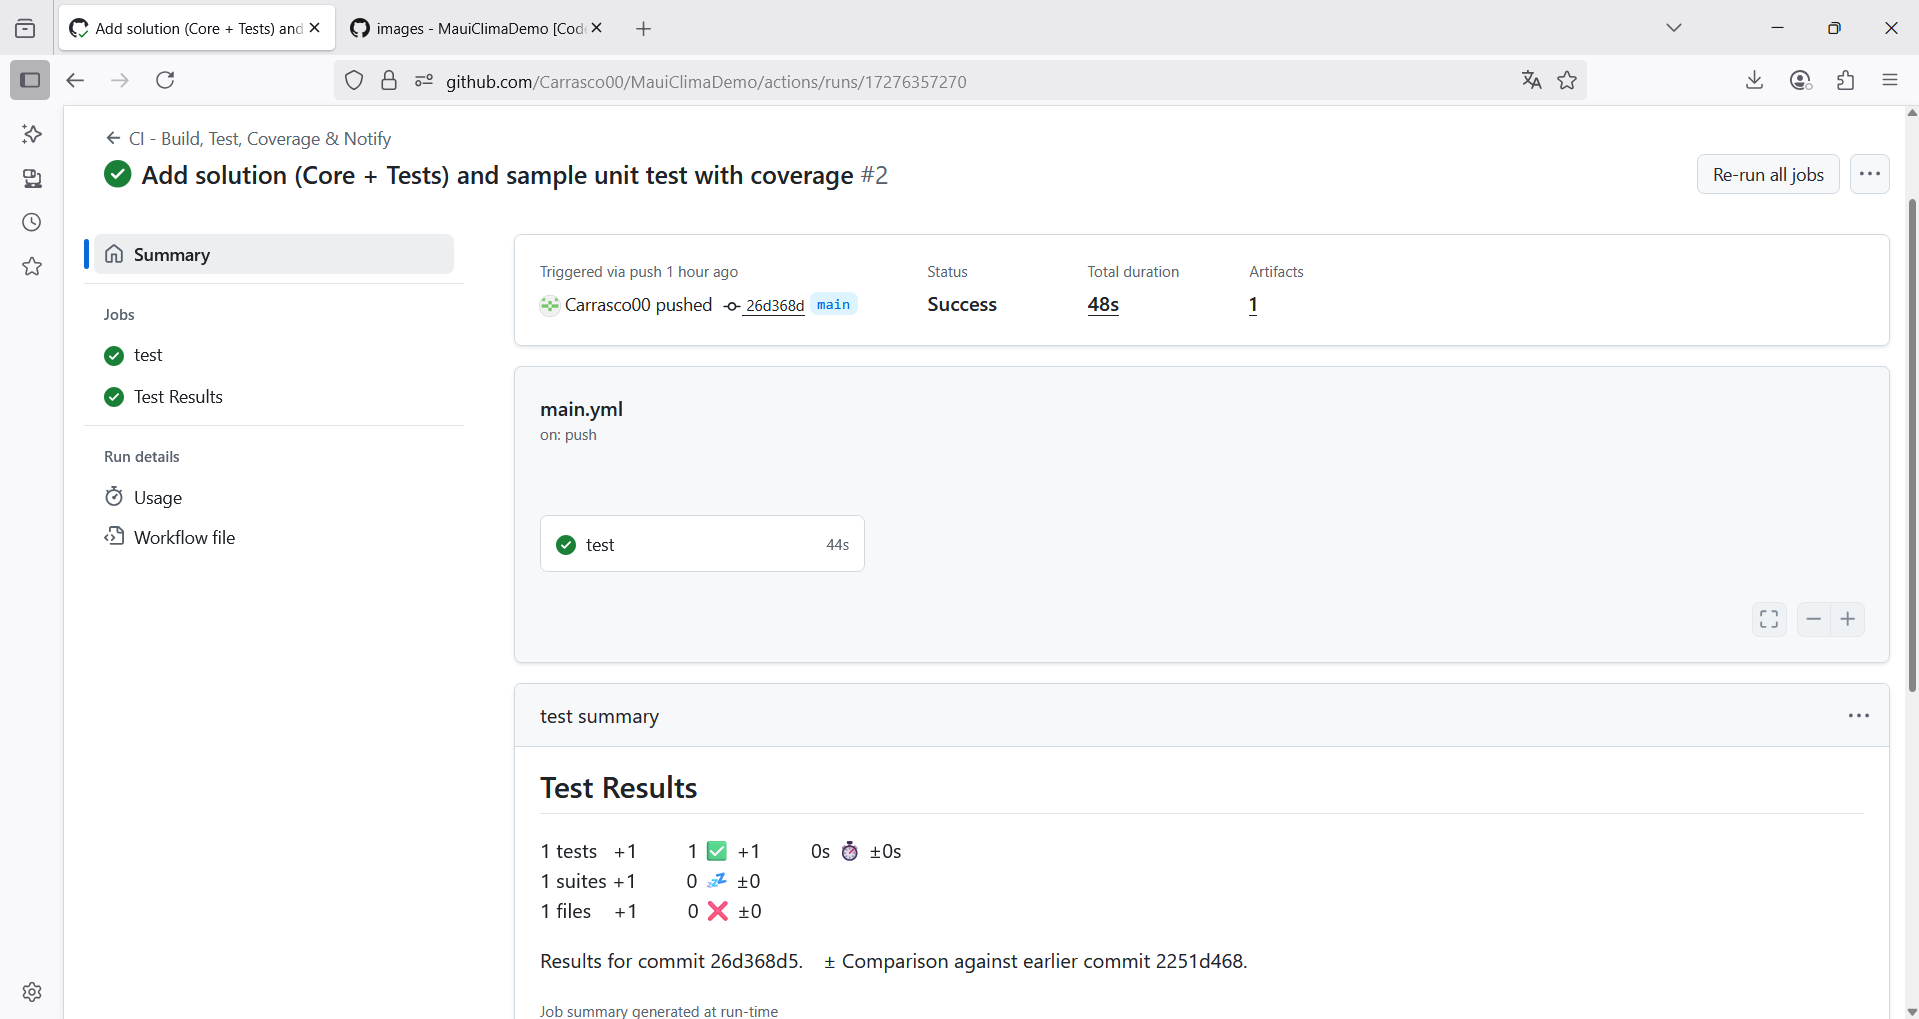 Add solution (Core + Tests) and
images - MauiClimaDemo [Code
github.com/Carrasco00/MauiClimaDemo/actions/runs/17276357270
CI - Build, Test, Coverage & Notify
Add solution (Core + Tests) and sample unit test with coverage #2
Re-run all jobs
Summary
Jobs
test
Test Results
Run details
Usage
Workflow file
Triggered via push 1 hour ago
Carrasco00 pushed 26d368d main
Status
Success
Total duration
48s
Artifacts
1
main.yml
on: push
test 44s
test summary
Test Results
1 tests +1 1 ✅ +1 0s ⏱ ±0s
1 suites +1 0 💤 ±0
1 files +1 0 ❌ ±0
Results for commit 26d368d5. ± Comparison against earlier commit 2251d468.
Job summary generated at run-time